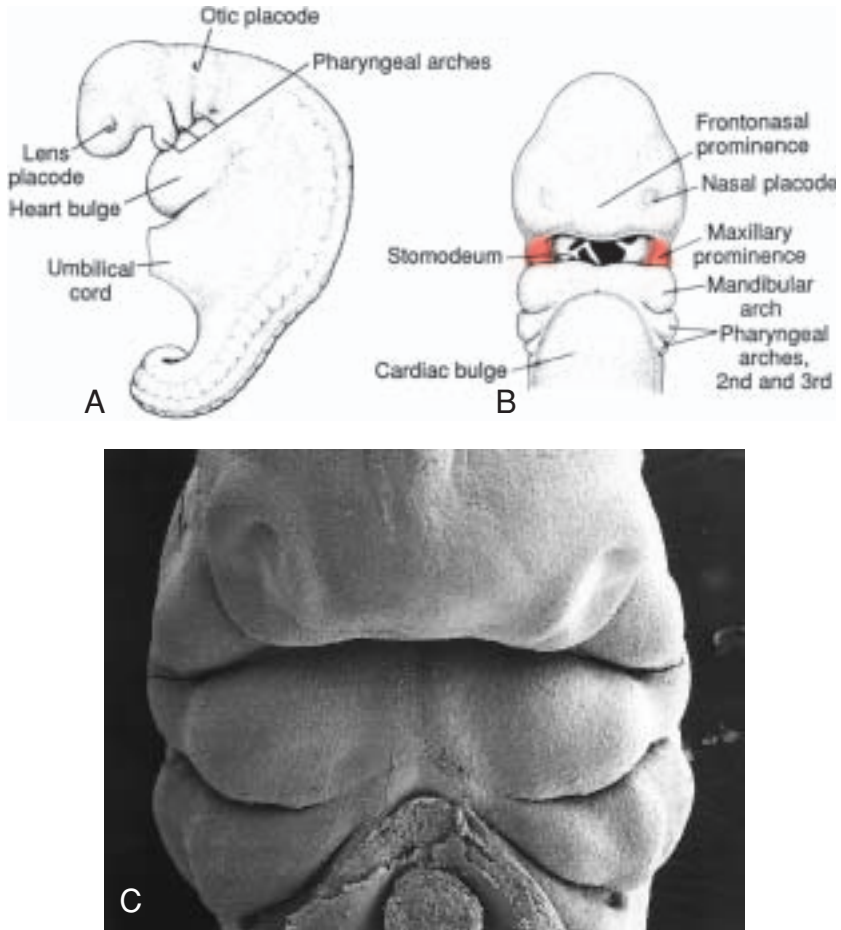 Otic placode
Pharyngeal arches
Lens
placode
Heart bulge
Umbilical
cord
A
Frontonasal
prominence
Nasal placode
Stomodeum
Maxillary
prominence
Mandibular
arch
Pharyngeal
arches,
2nd and 3rd
Cardiac bulge
B
C